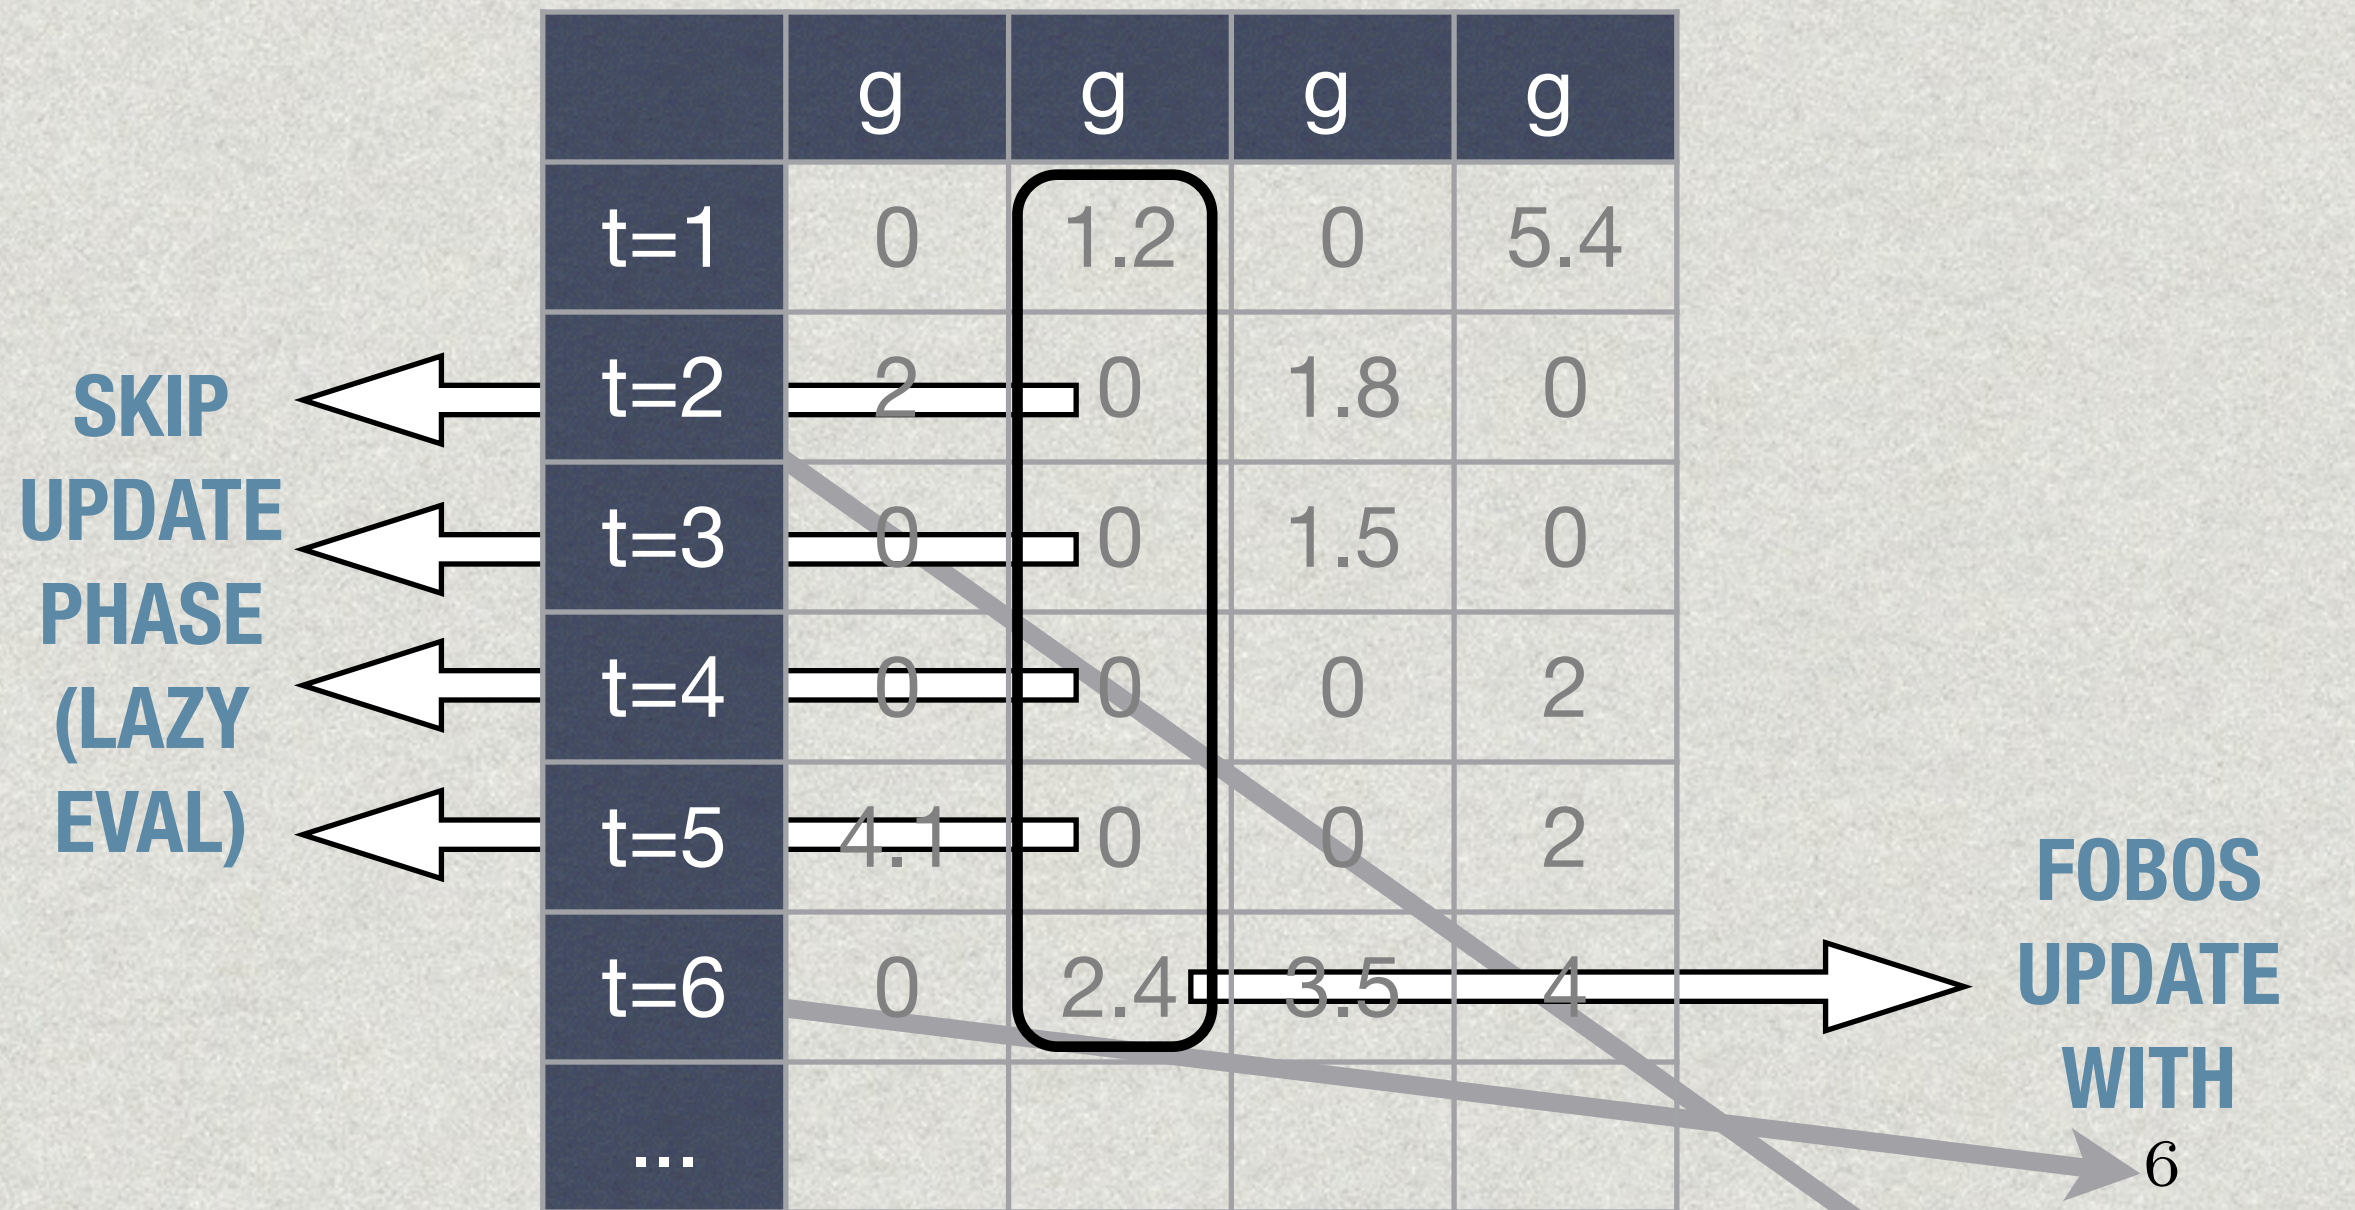 g g g g
t=1 0 1.2 0 5.4
t=2 2 0 1.8 0
t=3 0 0 1.5 0
t=4 0 0 0 2
t=5 4.1 0 0 2
t=6 0 2.4 3.5 4
...
SKIP
UPDATE
PHASE
(LAZY
EVAL)
FOBOS
UPDATE
WITH
6